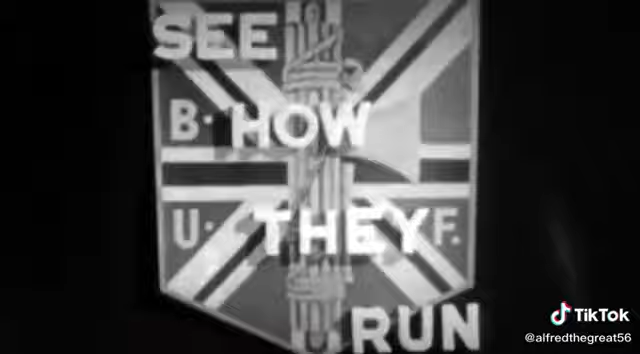 SEE
B· HOW
U· THEY F.
RUN
TikTok
@alfredthegreat56